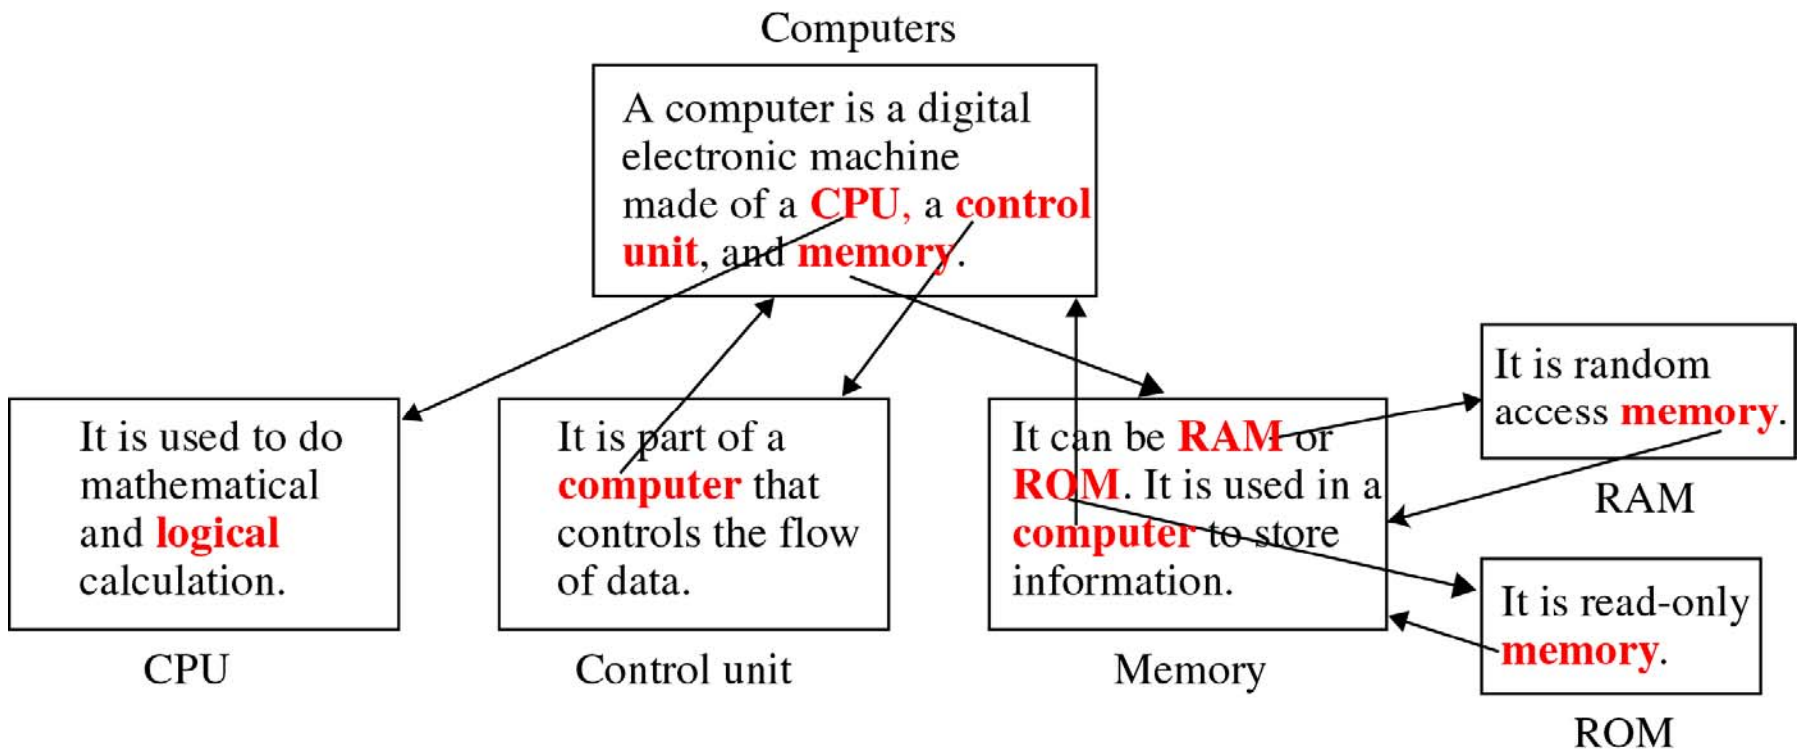 Computers
A computer is a digital
electronic machine
made of a CPU, a control
unit, and memory.
It is used to do
mathematical
and logical
calculation.
CPU
It is part of a
computer that
controls the flow
of data.
Control unit
It can be RAM or
ROM. It is used in a
computer to store
information.
Memory
It is random
access memory.
RAM
It is read-only
memory.
ROM